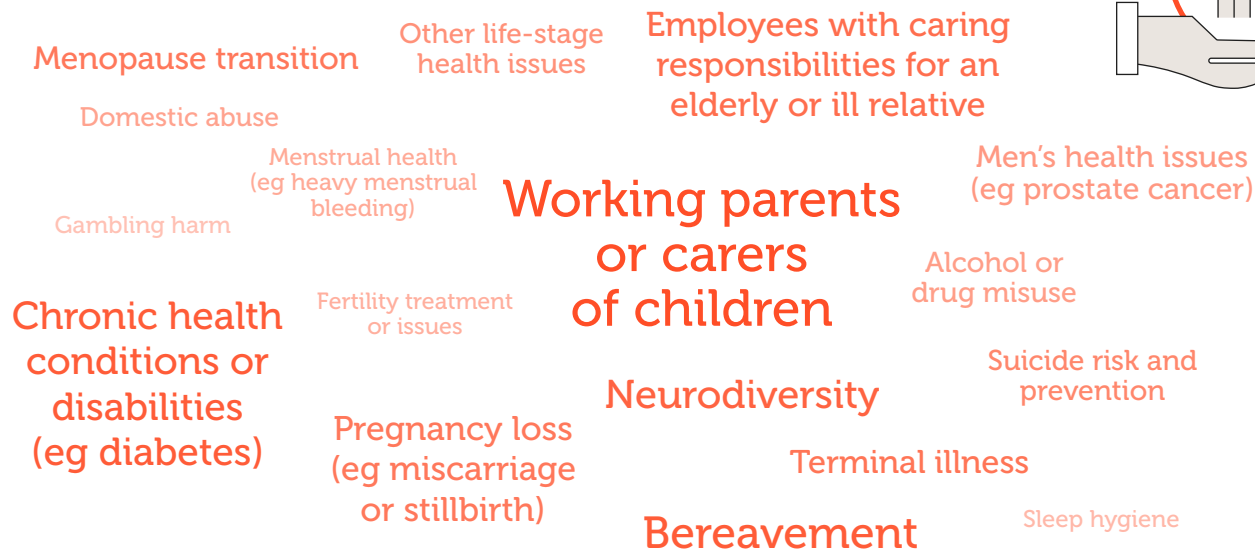 Menopause transition
Other life-stage
health issues
Employees with caring
responsibilities for an
elderly or ill relative
Domestic abuse
Menstrual health
(eg heavy menstrual
bleeding)
Men’s health issues
(eg prostate cancer)
Working parents
or carers
of children
Gambling harm
Alcohol or
drug misuse
Chronic health
conditions or
disabilities
(eg diabetes)
Fertility treatment
or issues
Suicide risk and
prevention
Neurodiversity
Pregnancy loss
(eg miscarriage
or stillbirth)
Terminal illness
Bereavement
Sleep hygiene